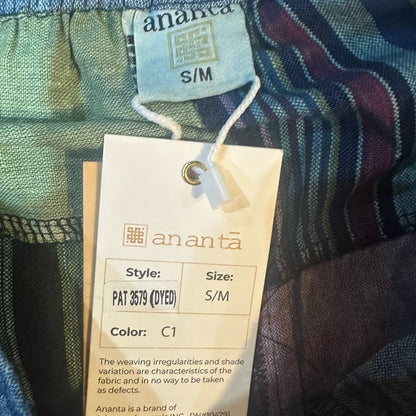 ananta
S/M
anantā
Style:
Size:
PAT 3579 (DYED)
S/M
Color: C1
The weaving irregularities and shade
variation are characteristics of the
fabric and in no way to be taken
as defects.
Ananta is a brand of